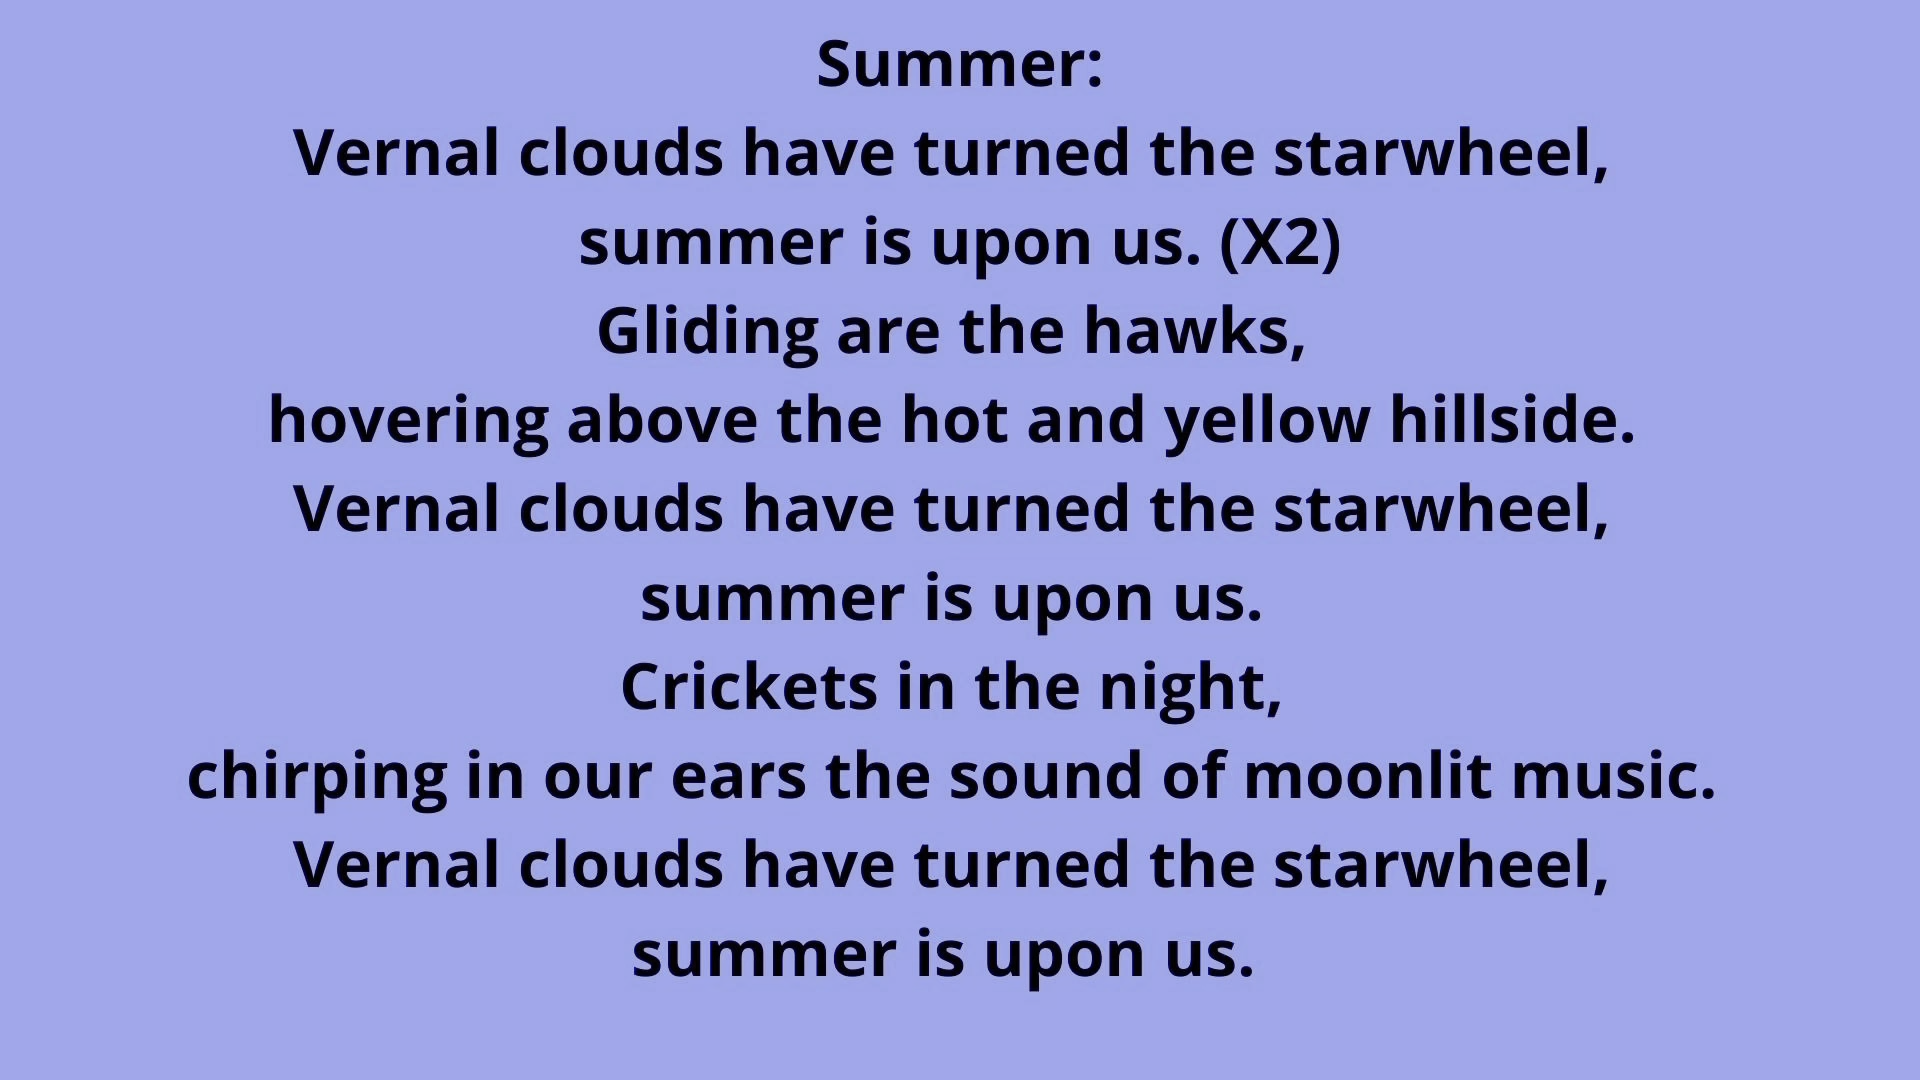 Summer:
Vernal clouds have turned the starwheel,
summer is upon us. (X2)
Gliding are the hawks,
hovering above the hot and yellow hillside.
Vernal clouds have turned the starwheel,
summer is upon us.
Crickets in the night,
chirping in our ears the sound of moonlit music.
Vernal clouds have turned the starwheel,
summer is upon us.